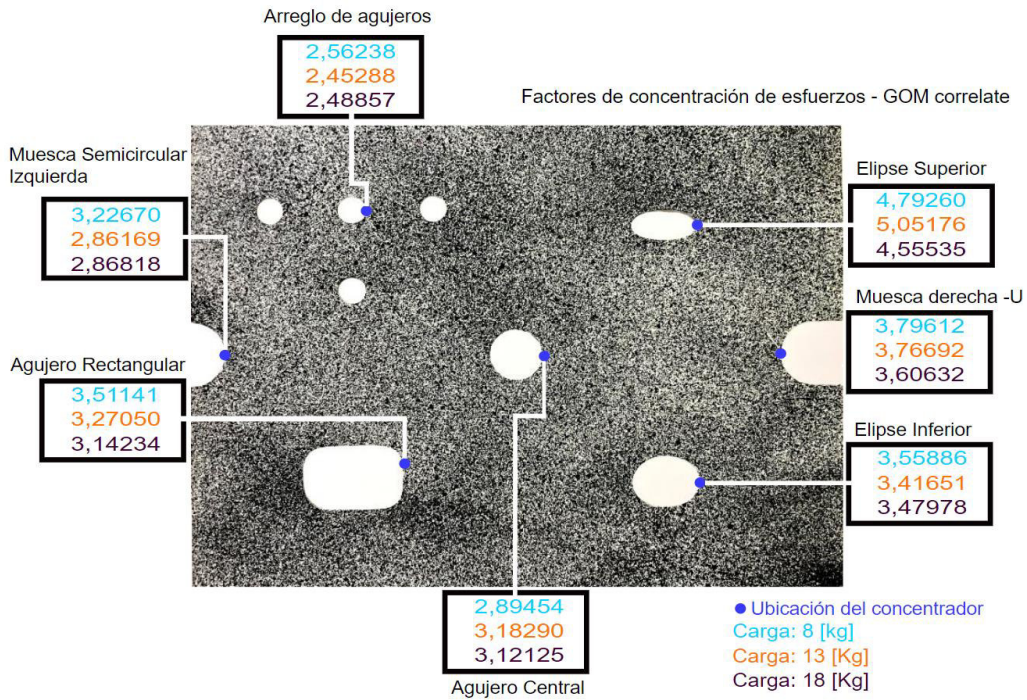 Arreglo de agujeros
2,56238
2,45288
2,48857
Factores de concentración de esfuerzos - GOM correlate
Muesca Semicircular
Izquierda
3,22670
2,86169
2,86818
Elipse Superior
4,79260
5,05176
4,55535
Muesca derecha -U
3,79612
3,76692
3,60632
Agujero Rectangular
3,51141
3,27050
3,14234
Elipse Inferior
3,55886
3,41651
3,47978
2,89454
3,18290
3,12125
Agujero Central
Ubicación del concentrador
Carga: 8 [kg]
Carga: 13 [Kg]
Carga: 18 [Kg]